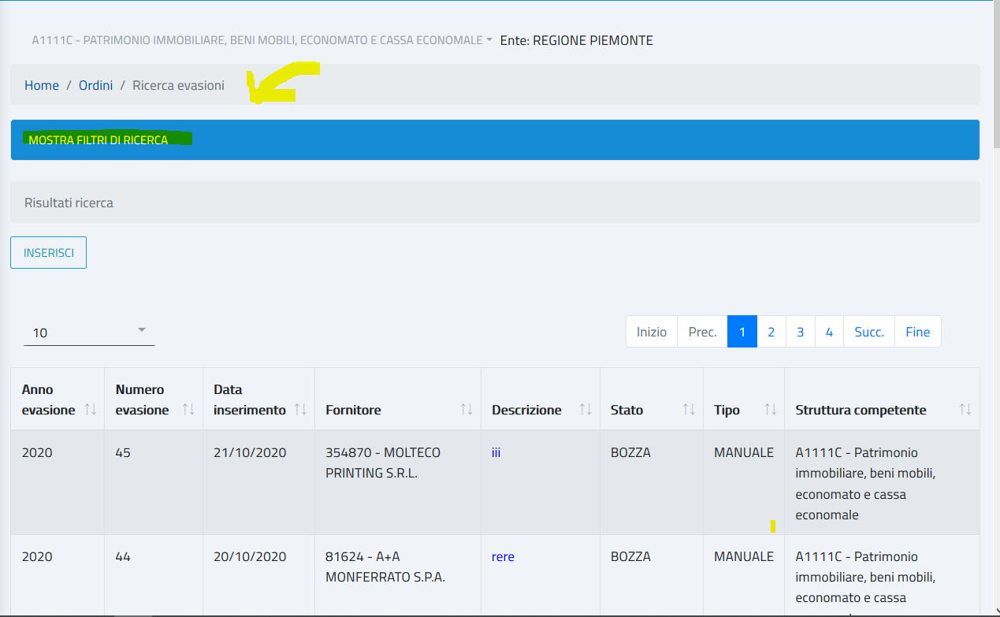 A1111C - PATRIMONIO IMMOBILIARE, BENI MOBILI, ECONOMATO E CASSA ECONOMALE Ente: REGIONE PIEMONTE
Home / Ordini / Ricerca evasioni
MOSTRA FILTRI DI RICERCA
Risultati ricerca
INSERISCI
10 Inizio Prec. 1 2 3 4 Succ. Fine
Anno evasione Numero evasione Data inserimento Fornitore Descrizione Stato Tipo Struttura competente
2020 45 21/10/2020 354870 - MOLTECO PRINTING S.R.L. iii BOZZA MANUALE A1111C - Patrimonio immobiliare, beni mobili, economato e cassa economale
2020 44 20/10/2020 81624 - A+A MONFERRATO S.P.A. rere BOZZA MANUALE A1111C - Patrimonio immobiliare, beni mobili, economato e cassa